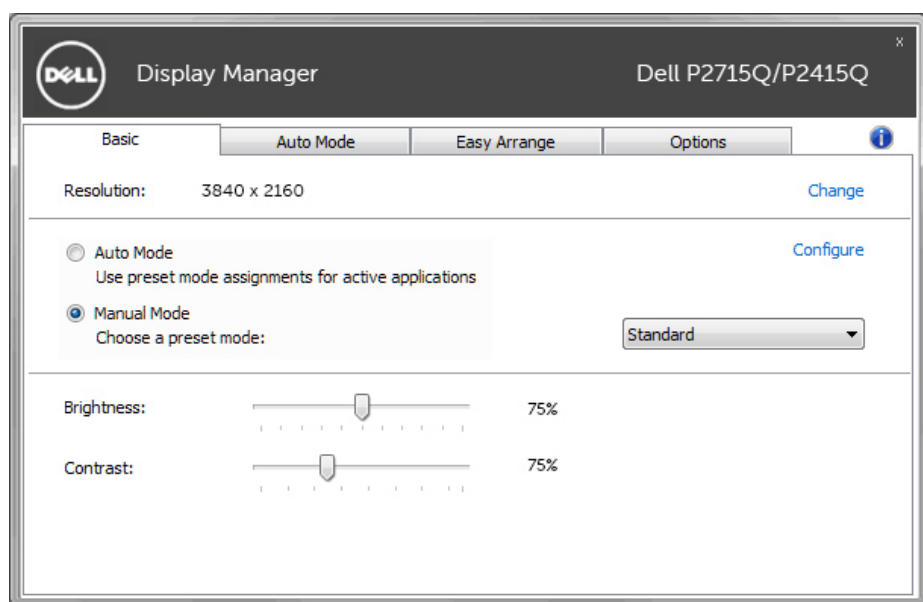 DELL
Display Manager
Dell P2715Q/P2415Q
x
Basic
Auto Mode
Easy Arrange
Options
i
Resolution: 3840 x 2160 Change
Auto Mode Configure
Use preset mode assignments for active applications
Manual Mode
Choose a preset mode: Standard
Brightness: 75%
Contrast: 75%